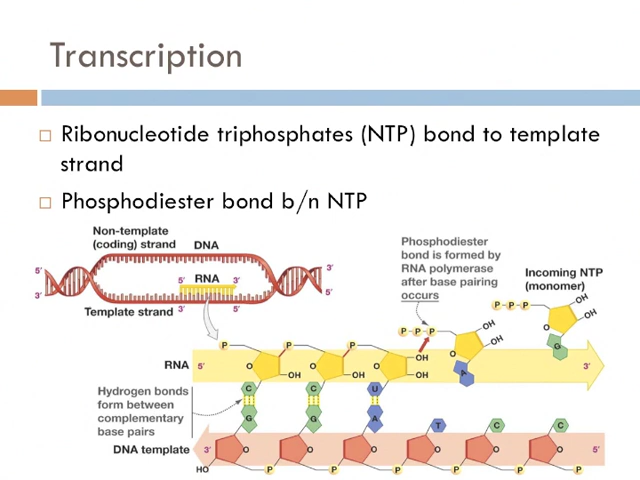 Transcription
Ribonucleotide triphosphates (NTP) bond to template
strand
Phosphodiester bond b/n NTP
Non-template
(coding) strand
DNA
5'
3'
3'
5'
5'
RNA
3'
Template strand
3'
5'
Phosphodiester
bond is formed by
RNA polymerase
after base pairing
occurs
Incoming NTP
(monomer)
P P P
OH
OH
O
G
P P P
OH
OH
O
A
P
P
P
RNA
5'
O
OH
O
OH
O
OH
OH
3'
Hydrogen bonds
form between
complementary
base pairs
C
C
U
G
G
A
T
C
C
DNA template
3'
O
O
O
O
O
O
5'
HO
P
P
P
P
P
P